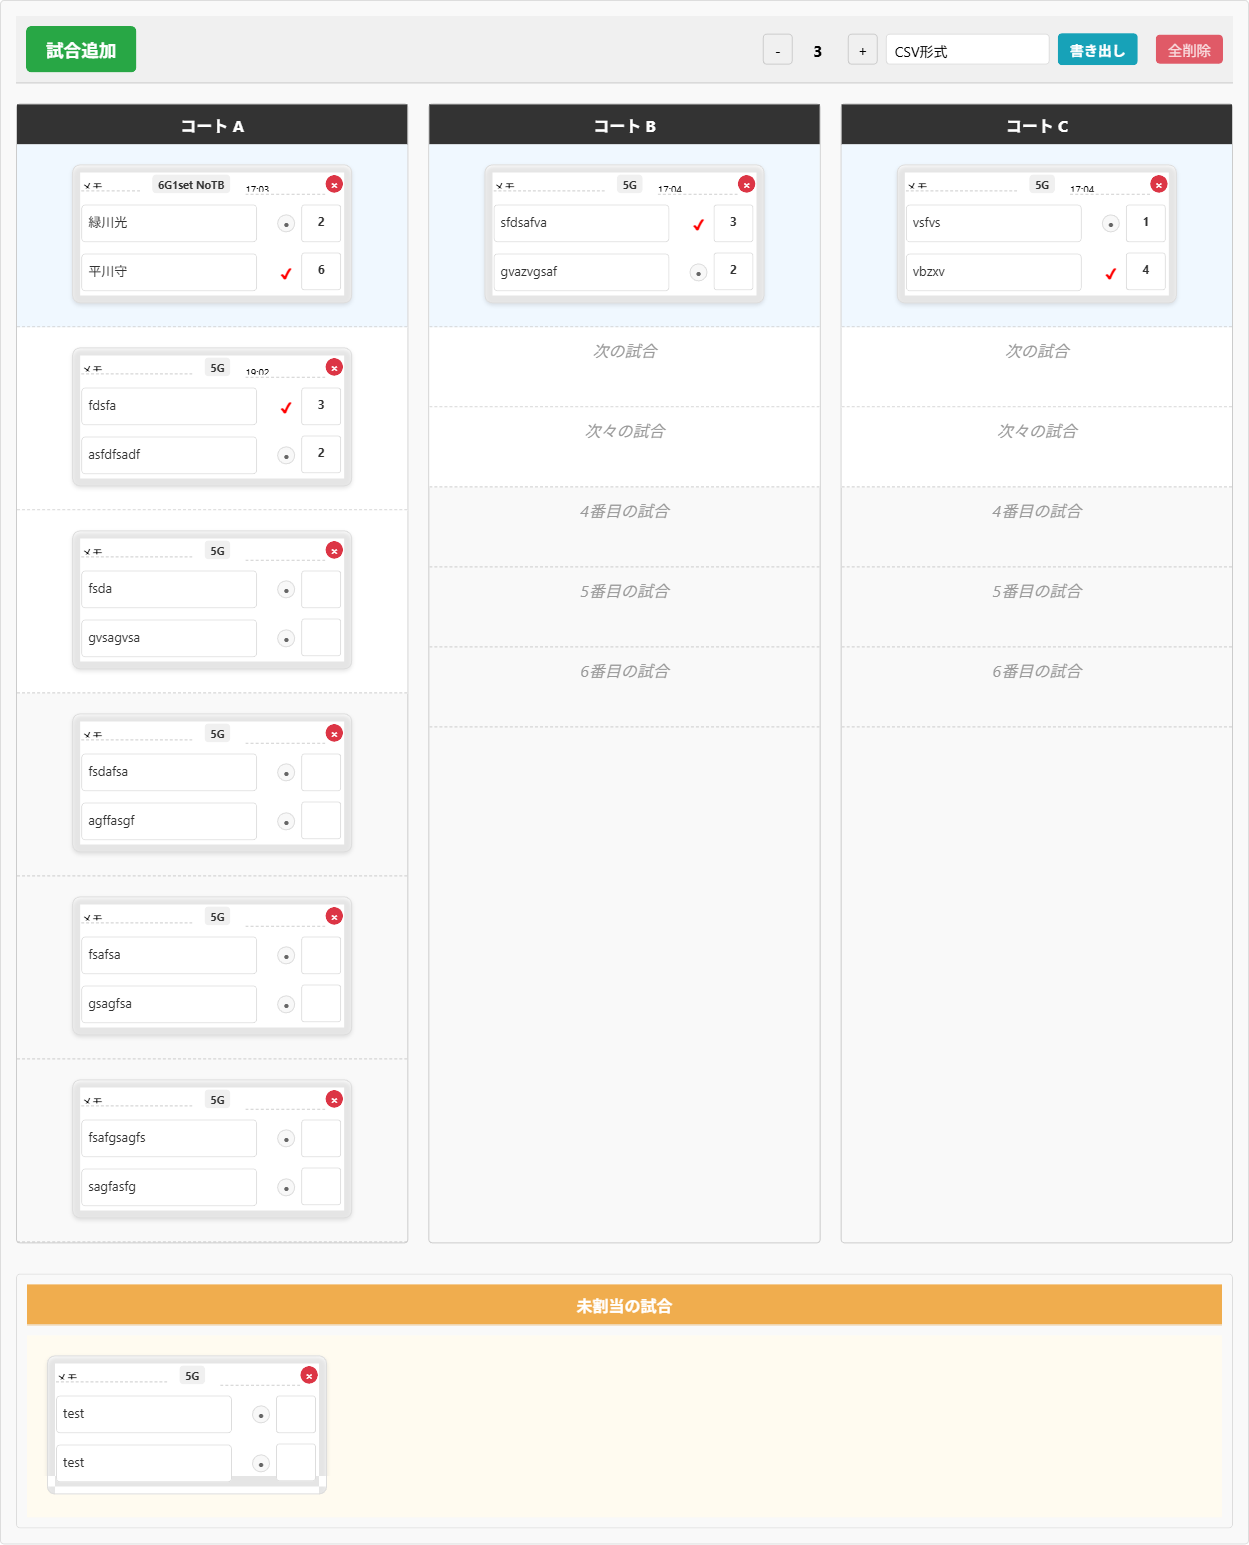 試合追加
- 3 + CSV形式 書き出し 全削除
コート A
メモ 6G1set NoTB 17:03 ×
緑川光 ● 2
平川守 ✓ 6
メモ 5G 19:02 ×
fdsfa ✓ 3
asfdfsadf ● 2
メモ 5G ×
fsda ●
gvsagvsa ●
メモ 5G ×
fsdafsa ●
agffasgf ●
メモ 5G ×
fsafsa ●
gsagfsa ●
メモ 5G ×
fsafgsagfs ●
sagfasfg ●
コート B
メモ 5G 17:04 ×
sfdsafva ✓ 3
gvazvgsaf ● 2
次の試合
次々の試合
4番目の試合
5番目の試合
6番目の試合
コート C
メモ 5G 17:04 ×
vsfvs ● 1
vbzxv ✓ 4
次の試合
次々の試合
4番目の試合
5番目の試合
6番目の試合
未割当の試合
メモ 5G ×
test ●
test ●